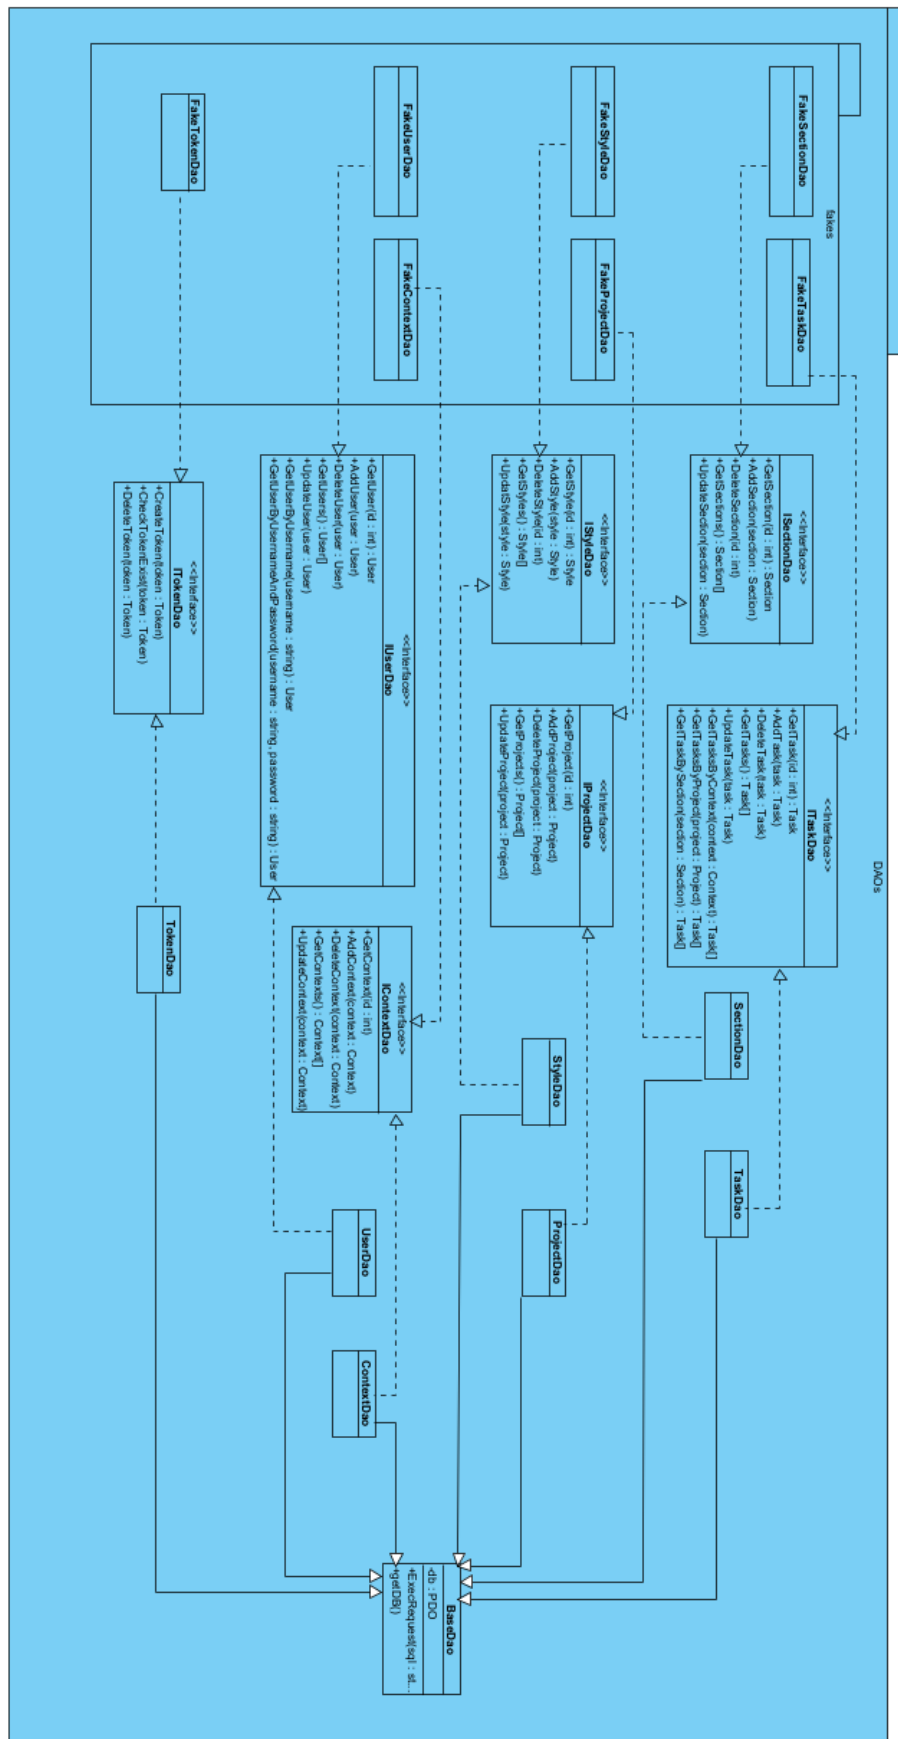 DAOs
fakes
FakeSectionDao
FakeTaskDao
FakeStyleDao
FakeProjectDao
FakeUserDao
FakeContextDao
FakeTokenDao
<<Interface>>
ISectionDao
+GetSection(id : int) : Section
+AddSection(section : Section)
+DeleteSection(id : int)
+GetSections() : Section[]
+UpdateSection(section : Section)
<<Interface>>
ITaskDao
+GetTask(id : int) : Task
+AddTask(task : Task)
+DeleteTask(task : Task)
+GetTasks() : Task[]
+UpdateTask(task : Task)
+GetTasksByContext(context : Context) : Task[]
+GetTasksByProject(project : Project) : Task[]
+GetTaskBySection(section : Section) : Task[]
<<Interface>>
IStyleDao
+GetStyle(id : int) : Style
+AddStyle(style : Style)
+DeleteStyle(id : int)
+GetStyles() : Style[]
+UpdatStyle(style : Style)
<<Interface>>
IProjectDao
+GetProject(id : int)
+AddProject(project : Project)
+DeleteProject(project : Project)
+GetProjects() : Project[]
+UpdateProject(project : Project)
<<Interface>>
IUserDao
+GetUser(id : int) : User
+AddUser(user : User)
+DeleteUser(user : User)
+GetUsers() : User[]
+UpdateUser(user : User)
+GetUserByUsername(username : string) : User
+GetUserByUsernameAndPassword(username : string, password : string) : User
<<Interface>>
IContextDao
+GetContext(id : int)
+AddContext(context : Context)
+DeleteContext(context : Context)
+GetContexts() : Context[]
+UpdateContext(context : Context)
<<Interface>>
ITokenDao
+CreateToken(token : Token)
+CheckTokenExist(token : Token)
+DeleteToken(token : Token)
SectionDao
TaskDao
StyleDao
ProjectDao
UserDao
ContextDao
TokenDao
BaseDao
-db : PDO
+ExecRequest(sql : st...
+getDB()